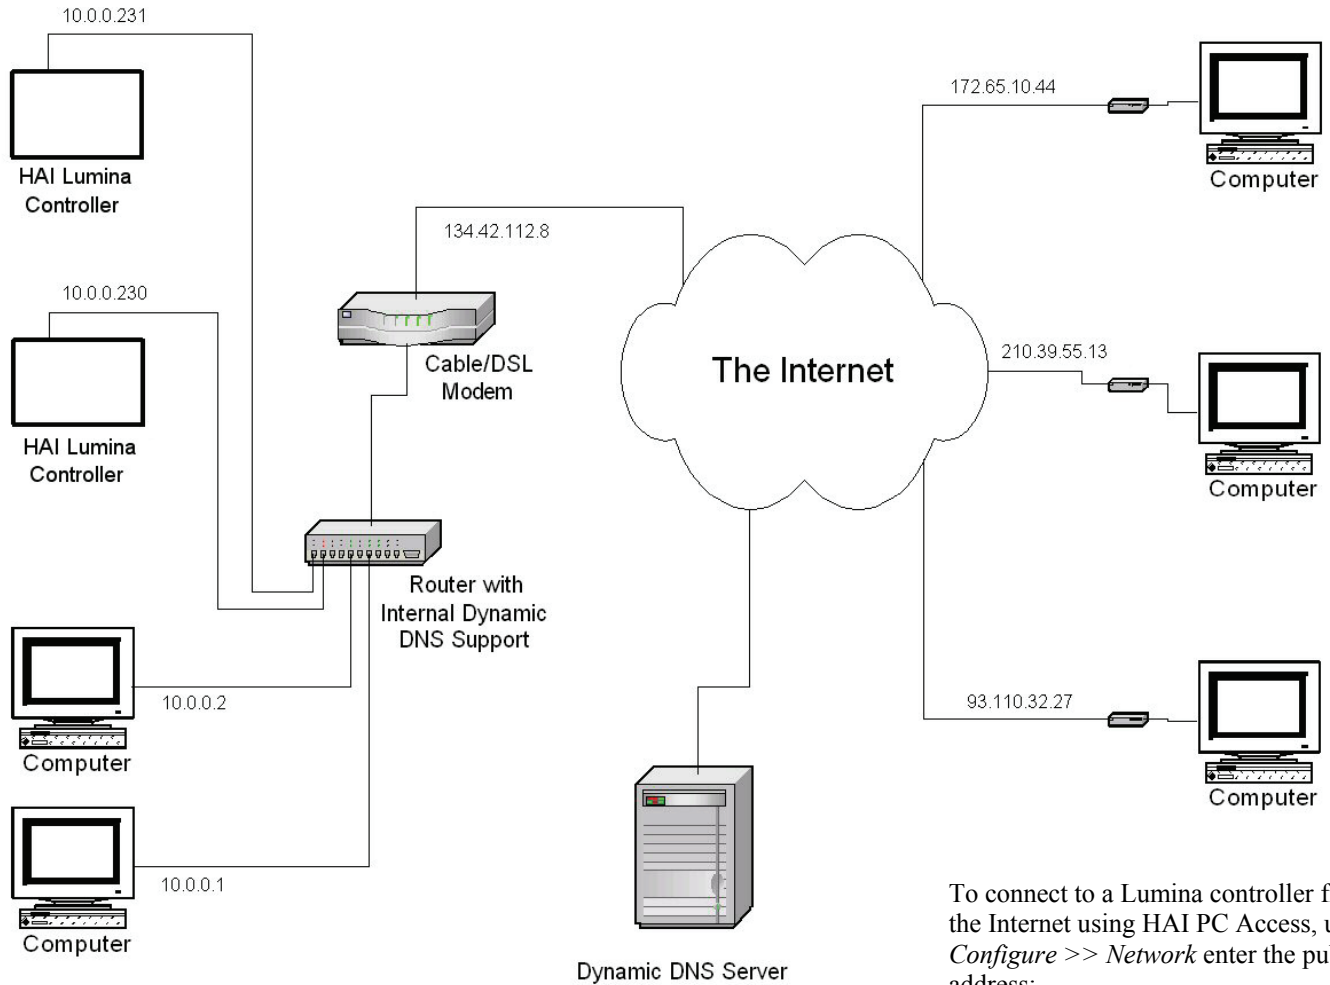 10.0.0.231
HAI Lumina
Controller
10.0.0.230
HAI Lumina
Controller
134.42.112.8
Cable/DSL
Modem
Router with
Internal Dynamic
DNS Support
10.0.0.2
Computer
10.0.0.1
Computer
The Internet
Dynamic DNS Server
172.65.10.44
Computer
210.39.55.13
Computer
93.110.32.27
Computer
To connect to a Lumina controller
the Internet using HAI PC Access,
Configure >> Network enter the
address: